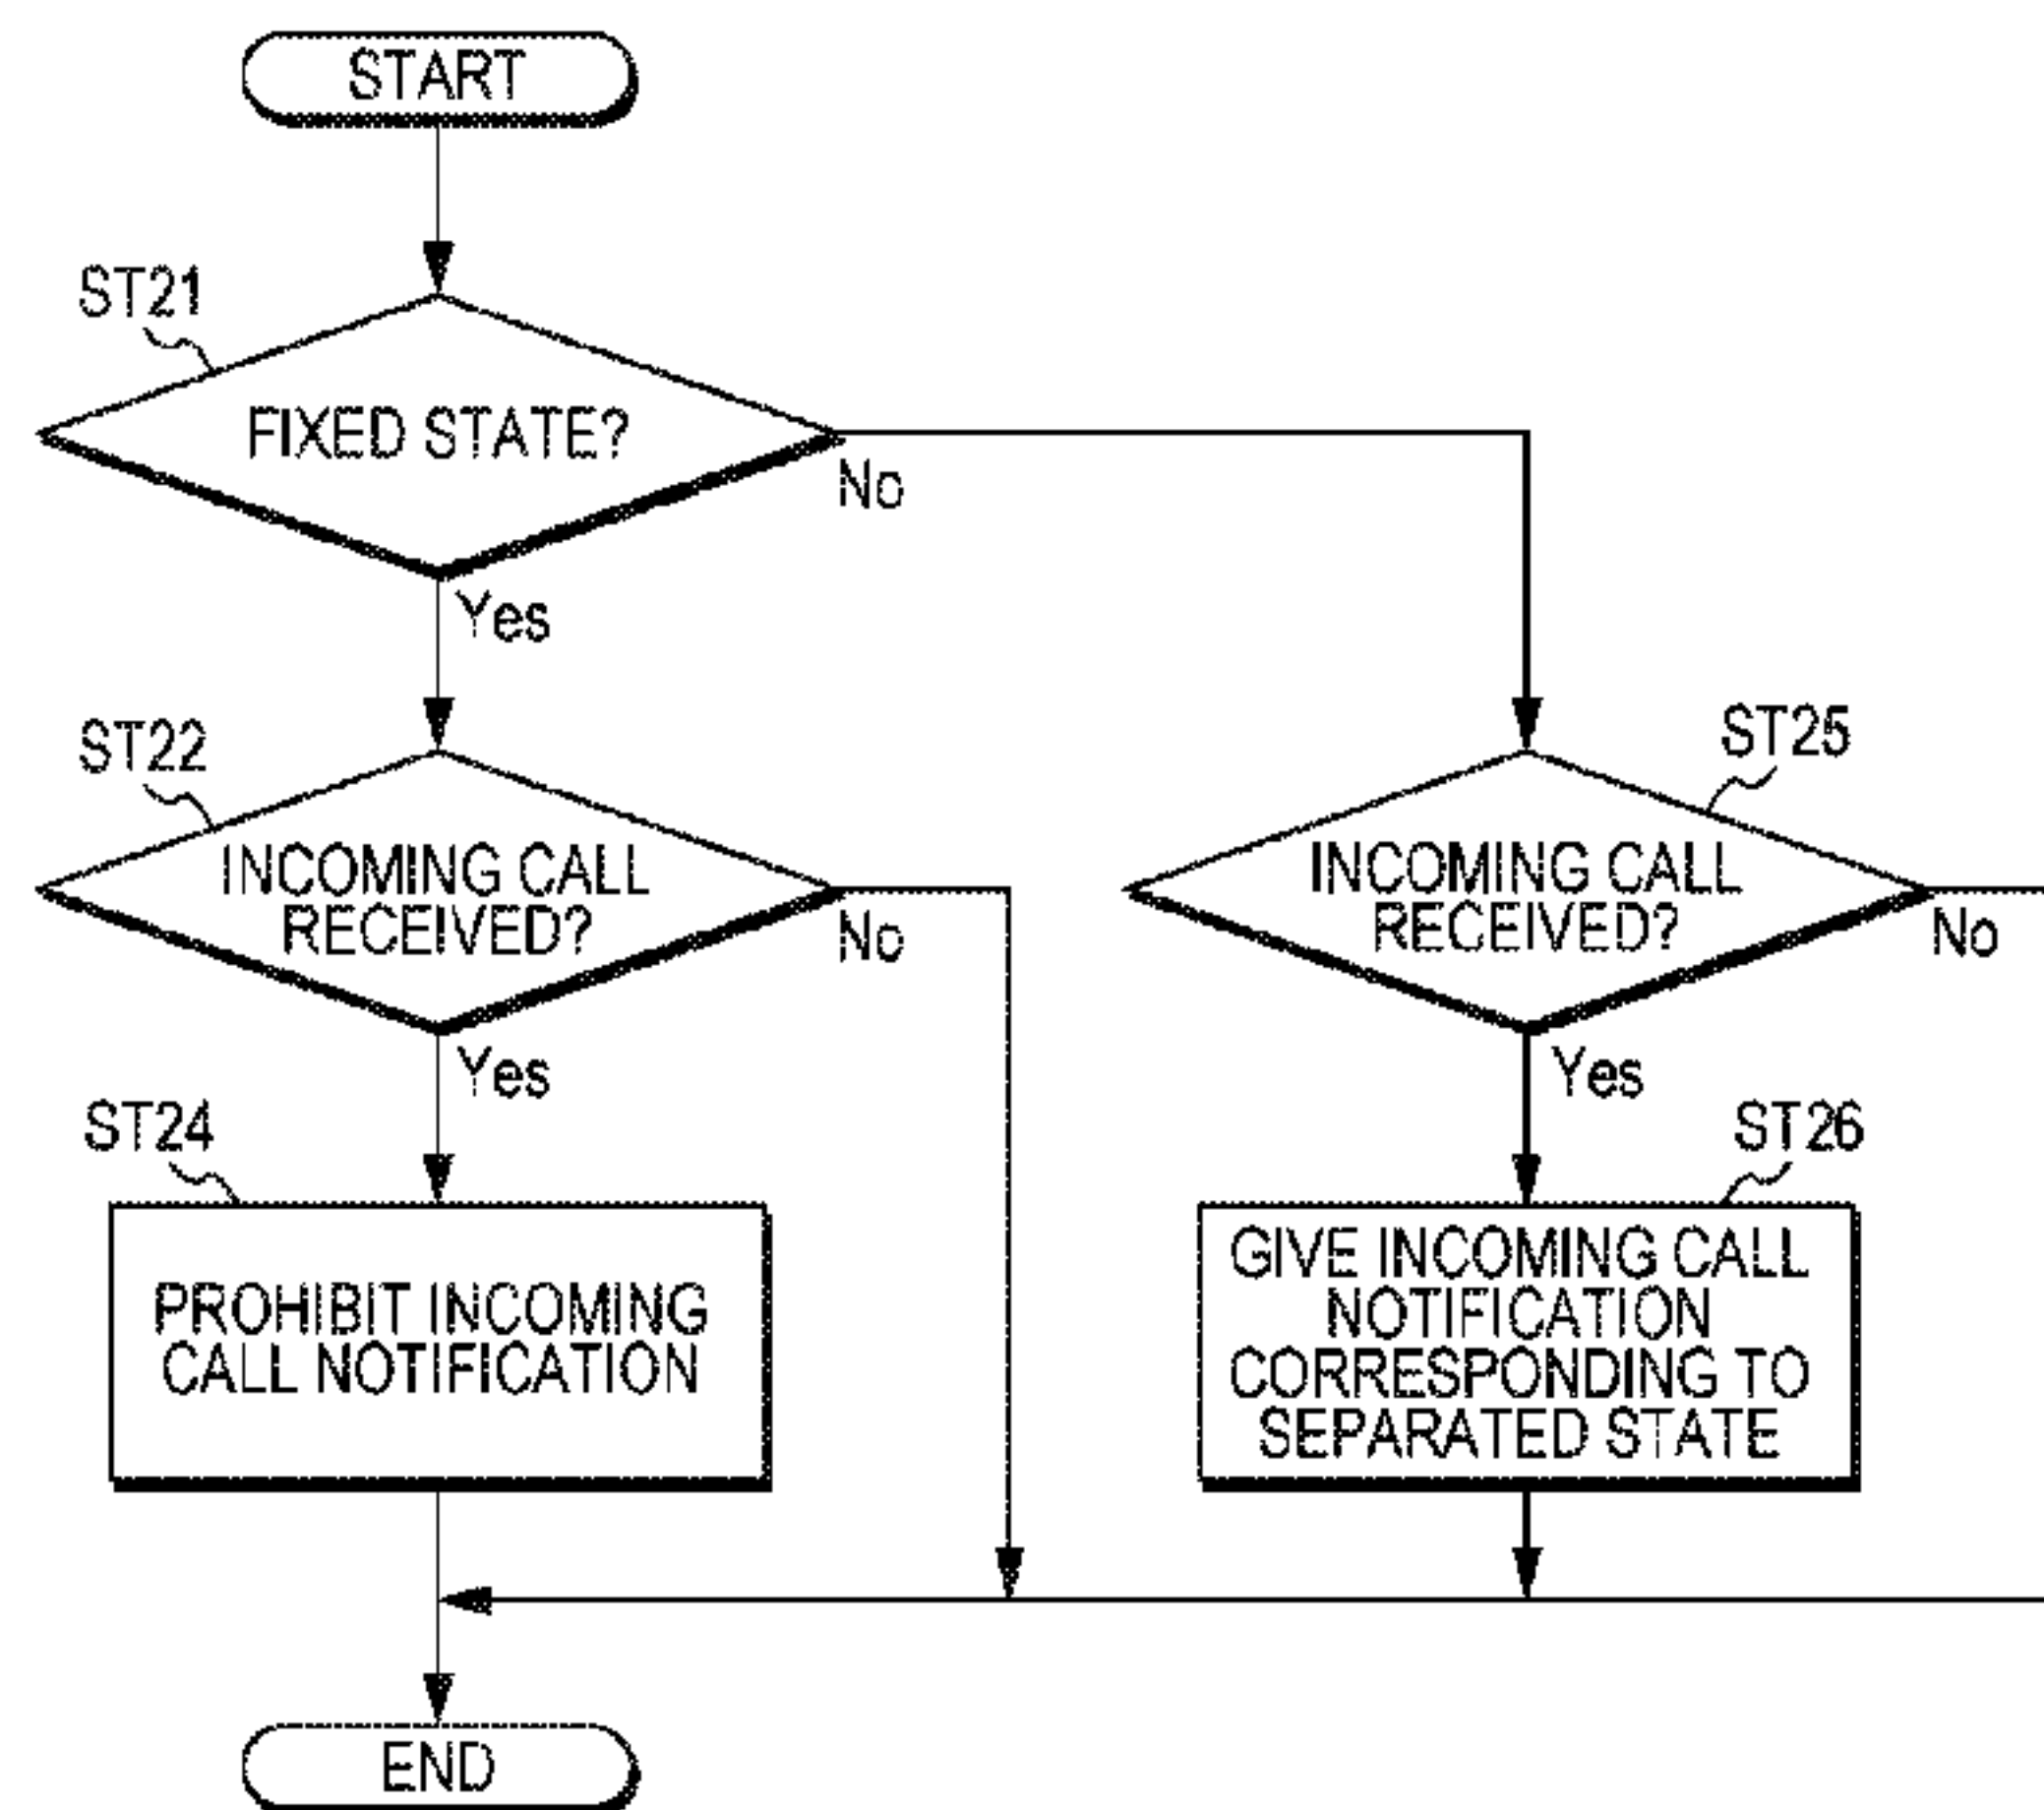 START
ST21
FIXED STATE?
No
Yes
ST22
INCOMING CALL
RECEIVED?
No
Yes
ST25
INCOMING CALL
RECEIVED?
No
Yes
ST24
PROHIBIT INCOMING
CALL NOTIFICATION
ST26
GIVE INCOMING CALL
NOTIFICATION
CORRESPONDING TO
SEPARATED STATE
END